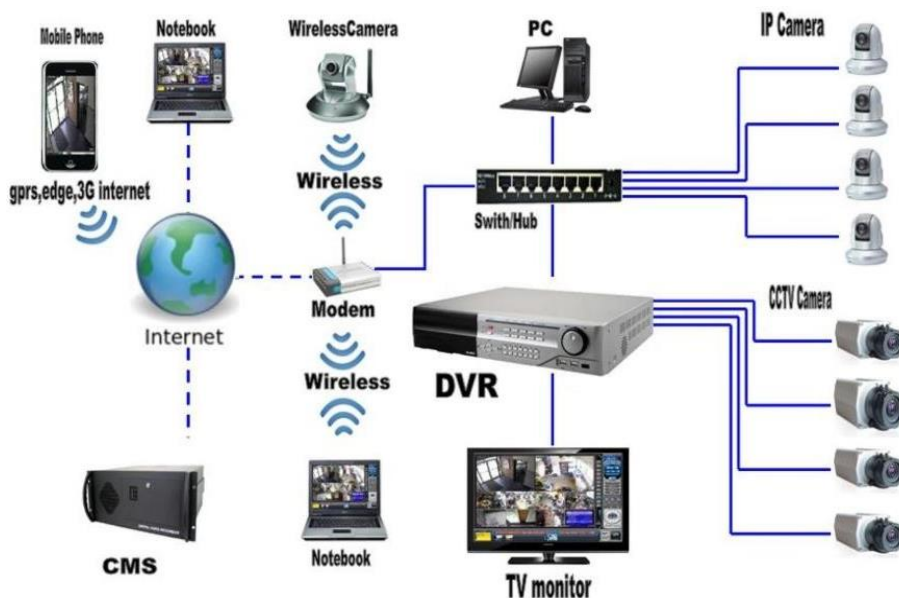 Mobile Phone
Notebook
WirelessCamera
PC
IP Camera
gprs,edge,3G internet
Wireless
Swith/Hub
Internet
Modem
CCTV Camera
Wireless
DVR
CMS
Notebook
TV monitor